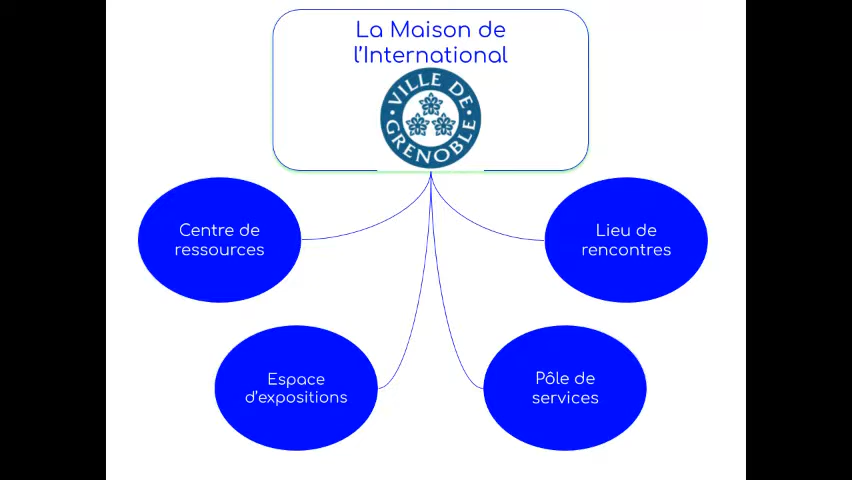 La Maison de
l’International
VILLE DE
GRENOBLE
Centre de
ressources
Lieu de
rencontres
Espace
d’expositions
Pôle de
services